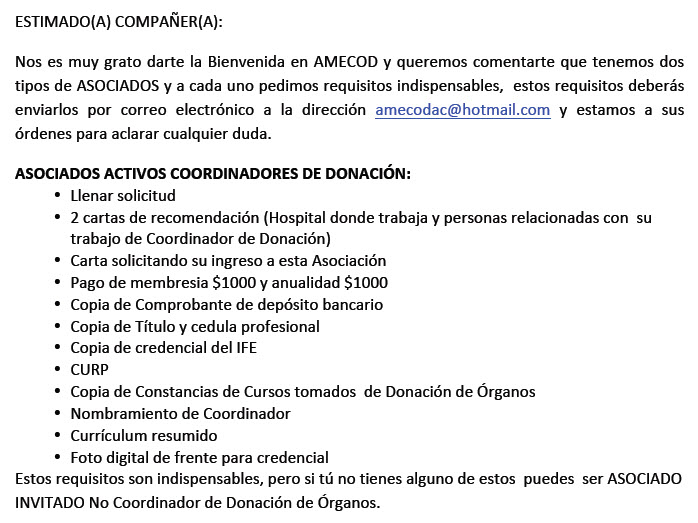 ESTIMADO(A) COMPAÑER(A):
Nos es muy grato darte la Bienvenida en AMECOD y queremos comentarte que tenemos dos
tipos de ASOCIADOS y a cada uno pedimos requisitos indispensables, estos requisitos deberás
enviarlos por correo electrónico a la dirección amecodac@hotmail.com y estamos a sus
órdenes para aclarar cualquier duda.
ASOCIADOS ACTIVOS COORDINADORES DE DONACIÓN:
• Llenar solicitud
• 2 cartas de recomendación (Hospital donde trabaja y personas relacionadas con su
trabajo de Coordinador de Donación)
• Carta solicitando su ingreso a esta Asociación
• Pago de membresia $1000 y anualidad $1000
• Copia de Comprobante de depósito bancario
• Copia de Título y cedula profesional
• Copia de credencial del IFE
• CURP
• Copia de Constancias de Cursos tomados de Donación de Órganos
• Nombramiento de Coordinador
• Currículum resumido
• Foto digital de frente para credencial
Estos requisitos son indispensables, pero si tú no tienes alguno de estos puedes ser ASOCIADO
INVITADO No Coordinador de Donación de Órganos.